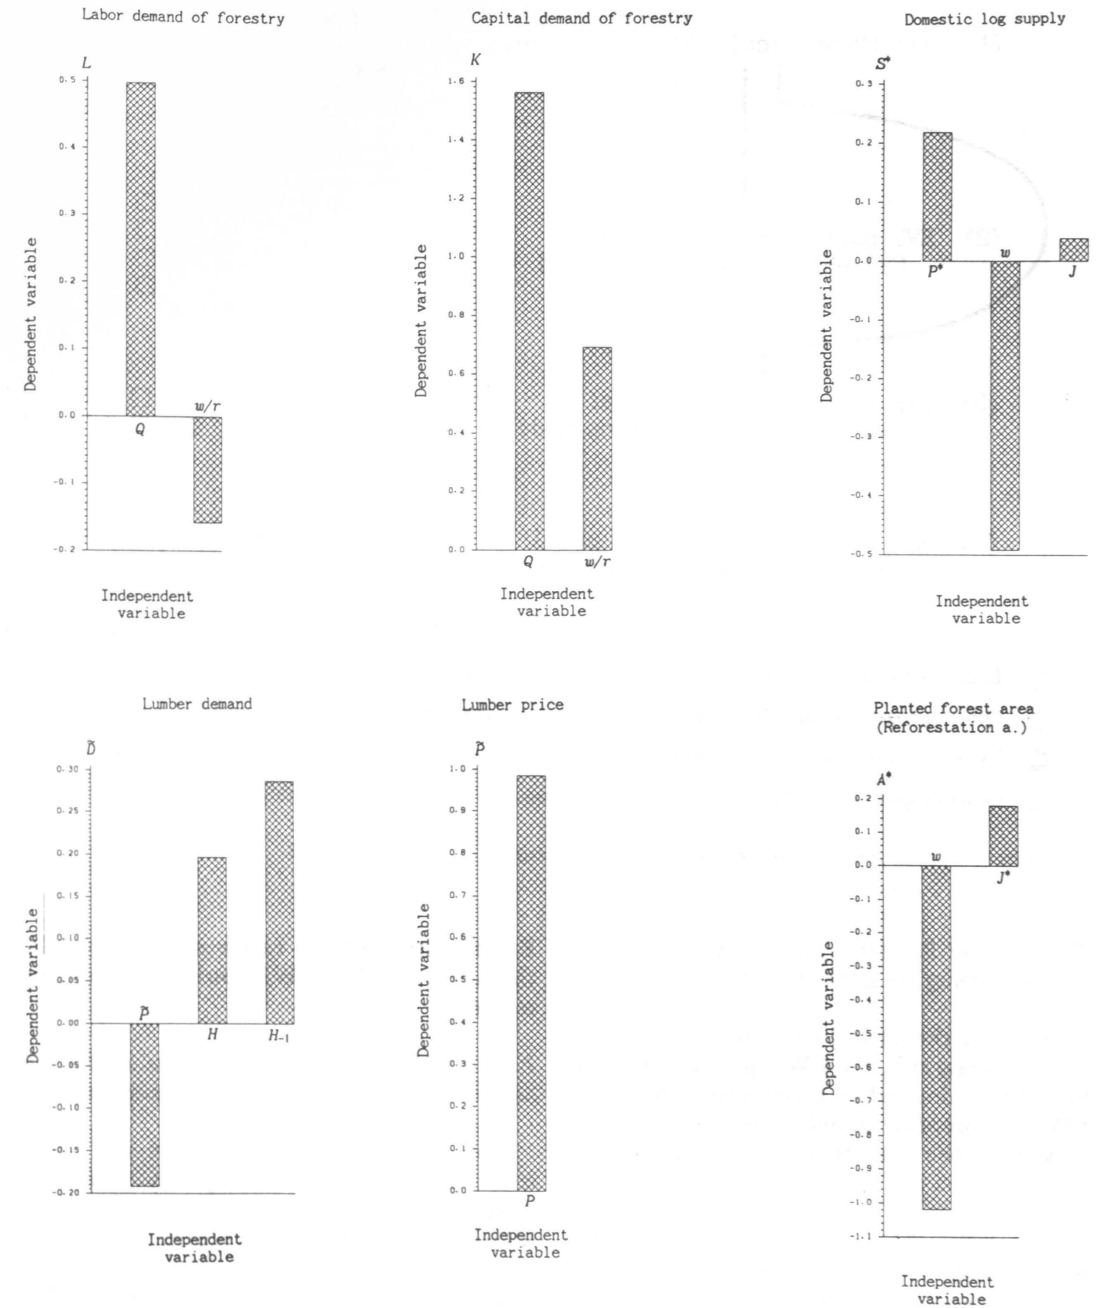 Labor demand of forestry
L
0.5
0.4
0.3
0.2
0.1
0.0
-0.1
-0.2
Dependent variable
Q
w/r
Independent
variable
Capital demand of forestry
K
1.6
1.4
1.2
1.0
0.8
0.6
0.4
0.2
0.0
Dependent variable
Q
w/r
Independent
variable
Domestic log supply
S*
0.3
0.2
0.1
0.0
-0.1
-0.2
-0.3
-0.4
-0.5
Dependent variable
P*
w
J
Independent
variable
Lumber demand
D̃
0.30
0.25
0.20
0.15
0.10
0.05
0.00
-0.05
-0.10
-0.15
-0.20
Dependent variable
P̃
H
H-1
Independent
variable
Lumber price
P̃
1.0
0.9
0.8
0.7
0.6
0.5
0.4
0.3
0.2
0.1
0.0
Dependent variable
P
Independent
variable
Planted forest area
(Reforestation a.)
A*
0.2
0.1
0.0
-0.1
-0.2
-0.3
-0.4
-0.5
-0.6
-0.7
-0.8
-0.9
-1.0
-1.1
Dependent variable
w
J*
Independent
variable